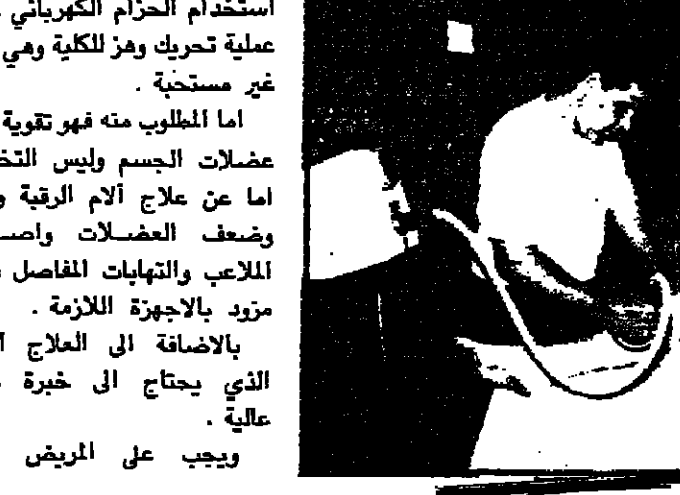 استخدام الحزام الكهربائي
عملية تحريك وهز للكلية وهي
غير مستحبة .
اما المطلوب منه فهو تقوية
عضلات الجسم وليس
اما عن علاج آلام الرقبة
وضعف العضلات
الملاعب والتهابات المفاصل
مزود بالاجهزة اللازمة .
بالاضافة الى العلاج
الذي يحتاج الى خبرة
عالية .
ويجب على المريض